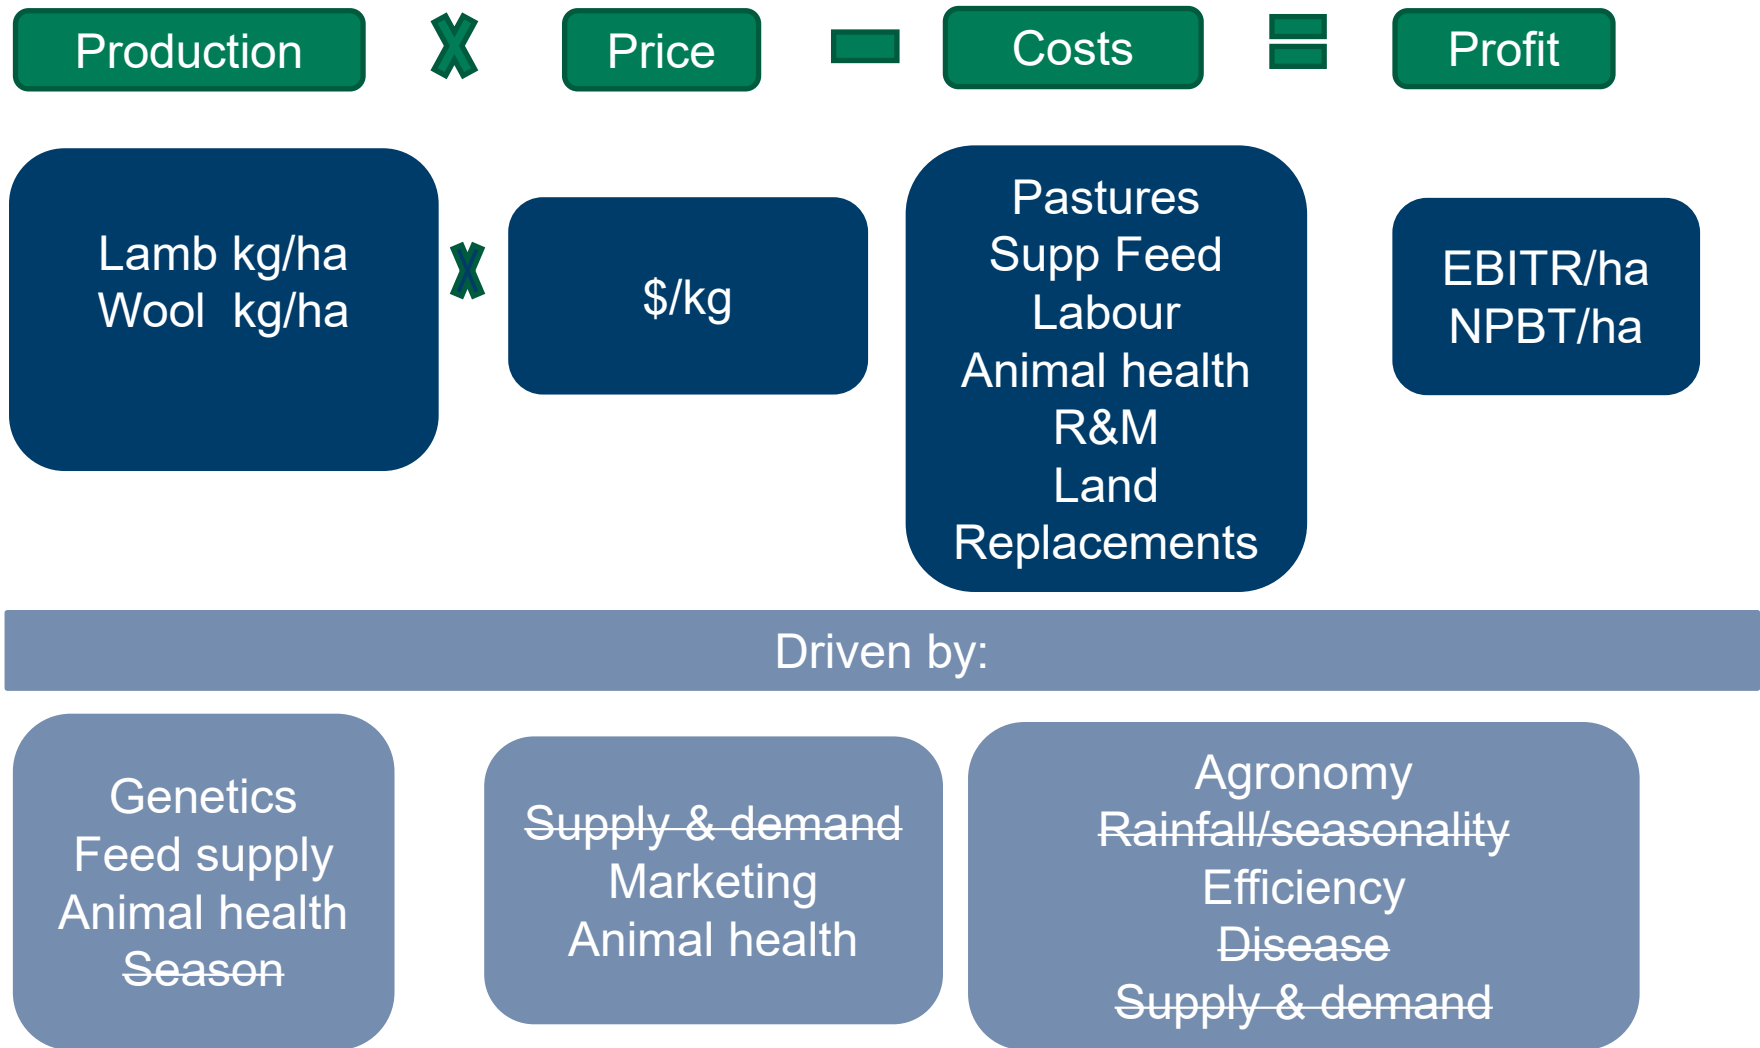 Production
Price
Costs
Profit
Lamb kg/ha
Wool kg/ha
$/kg
Pastures
Supp Feed
Labour
Animal health
R&M
Land
Replacements
EBITR/ha
NPBT/ha
Driven by:
Genetics
Feed supply
Animal health
Season
Supply & demand
Marketing
Animal health
Agronomy
Rainfall/seasonality
Efficiency
Disease
Supply & demand